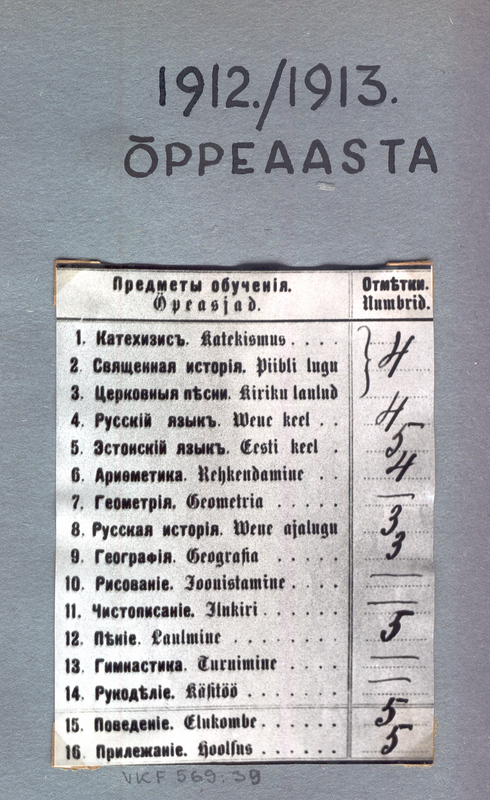 1912./1913.
ÕPPEAASTA
Предметы обученія. Отмѣтки.
Õpeasjad. Numbrid.
1. Катехизисъ. Katekismus . . . .
2. Священная исторія. Piibli lugu } 4
3. Церковныя пѣсни. Kiriku laulud
4. Русскій языкъ. Wene keel . . 4
5. Эстонскій языкъ. Eesti keel . 5
6. Ариѳметика. Rehkendamine . . 4
7. Геометрія. Geometria . . . . —
8. Русская исторія. Wene ajalugu 3
9. Географія. Geografia . . . . 3
10. Рисованіе. Joonistamine . . . . —
11. Чистописаніе. Ilukiri . . . . . —
12. Пѣніе. Laulmine . . . . . . . 5
13. Гимнастика. Turnimine . . . . —
14. Рукодѣліе. Käsitöö . . . . . . —
15. Поведеніе. Elukombe . . . . . 5
16. Прилежаніе. Hoolsus . . . . . 5
VKF 569:39